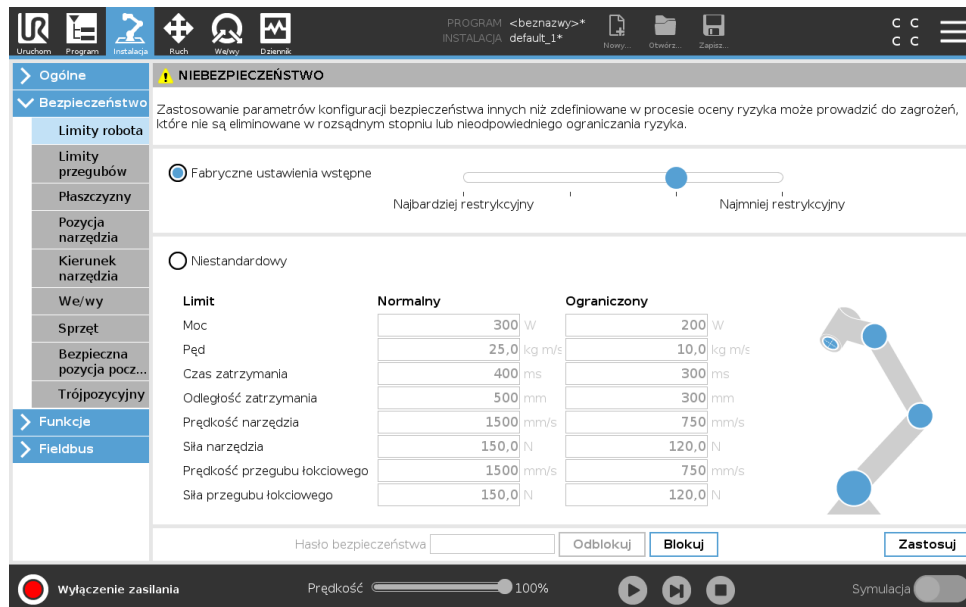 PROGRAM <beznazwy>*
INSTALACJA default_1*
UR
Uruchom Program Instalacja Ruch We/wy Dziennik Nowy... Otwórz... Zapisz...
C C
C C
Ogólne
Bezpieczeństwo
Limity robota
Limity
przegubów
Płaszczyzny
Pozycja
narzędzia
Kierunek
narzędzia
We/wy
Sprzęt
Bezpieczna
pozycja pocz...
Trójpozycyjny
Funkcje
Fieldbus
NIEBEZPIECZEŃSTWO
Zastosowanie parametrów konfiguracji bezpieczeństwa innych niż zdefiniowane w procesie oceny ryzyka może prowadzić do zagrożeń,
które nie są eliminowane w rozsądnym stopniu lub nieodpowiedniego ograniczania ryzyka.
Fabryczne ustawienia wstępne
Najbardziej restrykcyjny Najmniej restrykcyjny
Niestandardowy
Limit Normalny Ograniczony
Moc 300 W 200 W
Pęd 25,0 kg m/s 10,0 kg m/s
Czas zatrzymania 400 ms 300 ms
Odległość zatrzymania 500 mm 300 mm
Prędkość narzędzia 1500 mm/s 750 mm/s
Siła narzędzia 150,0 N 120,0 N
Prędkość przegubu łokciowego 1500 mm/s 750 mm/s
Siła przegubu łokciowego 150,0 N 120,0 N
Hasło bezpieczeństwa Odblokuj Blokuj Zastosuj
Wyłączenie zasilania Prędkość 100% Symulacja